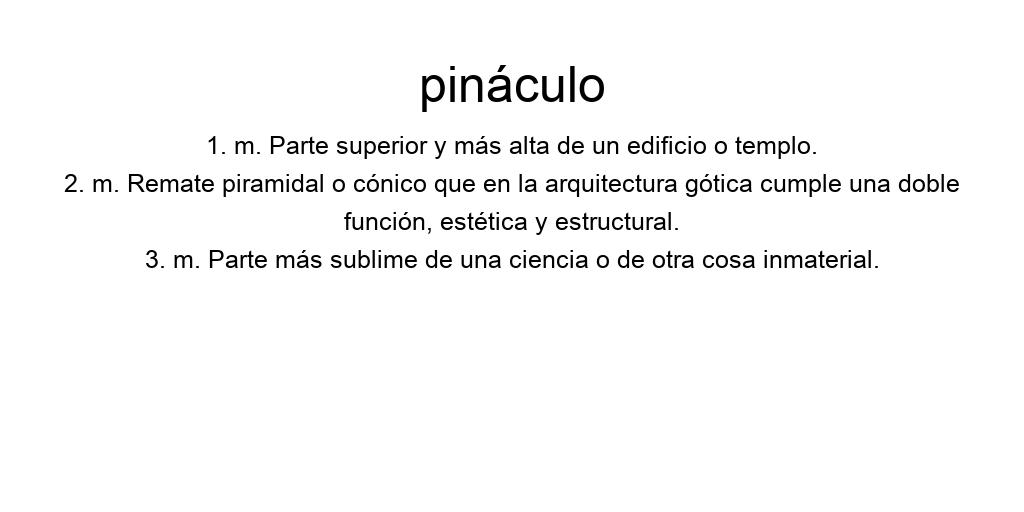 pináculo
1. m. Parte superior y más alta de un edificio o templo.
2. m. Remate piramidal o cónico que en la arquitectura gótica cumple una doble
función, estética y estructural.
3. m. Parte más sublime de una ciencia o de otra cosa inmaterial.